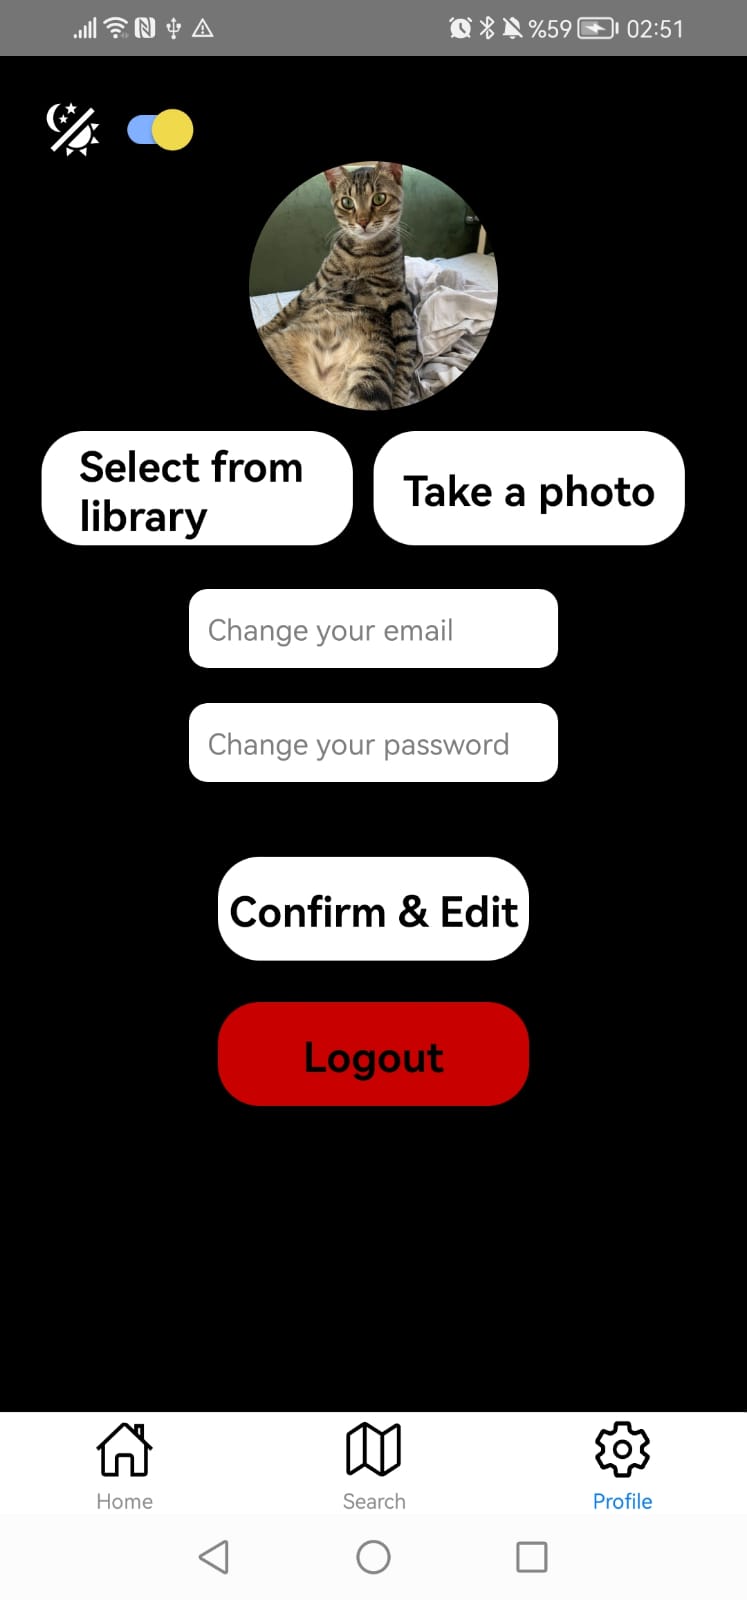 %59 02:51
Select from
library
Take a photo
Change your email
Change your password
Confirm & Edit
Logout
Home Search Profile